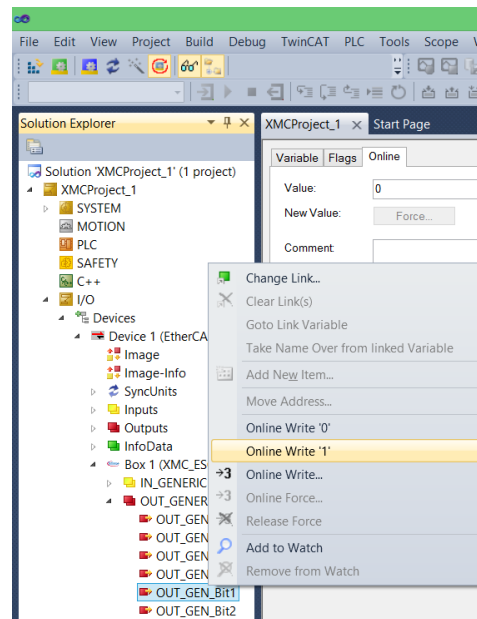 File Edit View Project Build Debug TwinCAT PLC Tools Scope
Solution Explorer
XMCProject_1 Start Page
Solution 'XMCProject_1' (1 project)
XMCProject_1
SYSTEM
MOTION
PLC
SAFETY
C++
I/O
Devices
Device 1 (EtherCA
Image
Image-Info
SyncUnits
Inputs
Outputs
InfoData
Box 1 (XMC_ES
IN_GENERIC
OUT_GENER
OUT_GEN
OUT_GEN
OUT_GEN
OUT_GEN
OUT_GEN_Bit1
OUT_GEN_Bit2
Variable Flags Online
Value: 0
New Value: Force...
Comment:
Change Link...
Clear Link(s)
Goto Link Variable
Take Name Over from linked Variable
Add New Item...
Move Address...
Online Write '0'
Online Write '1'
→3 Online Write...
→3 Online Force...
Release Force
Add to Watch
Remove from Watch